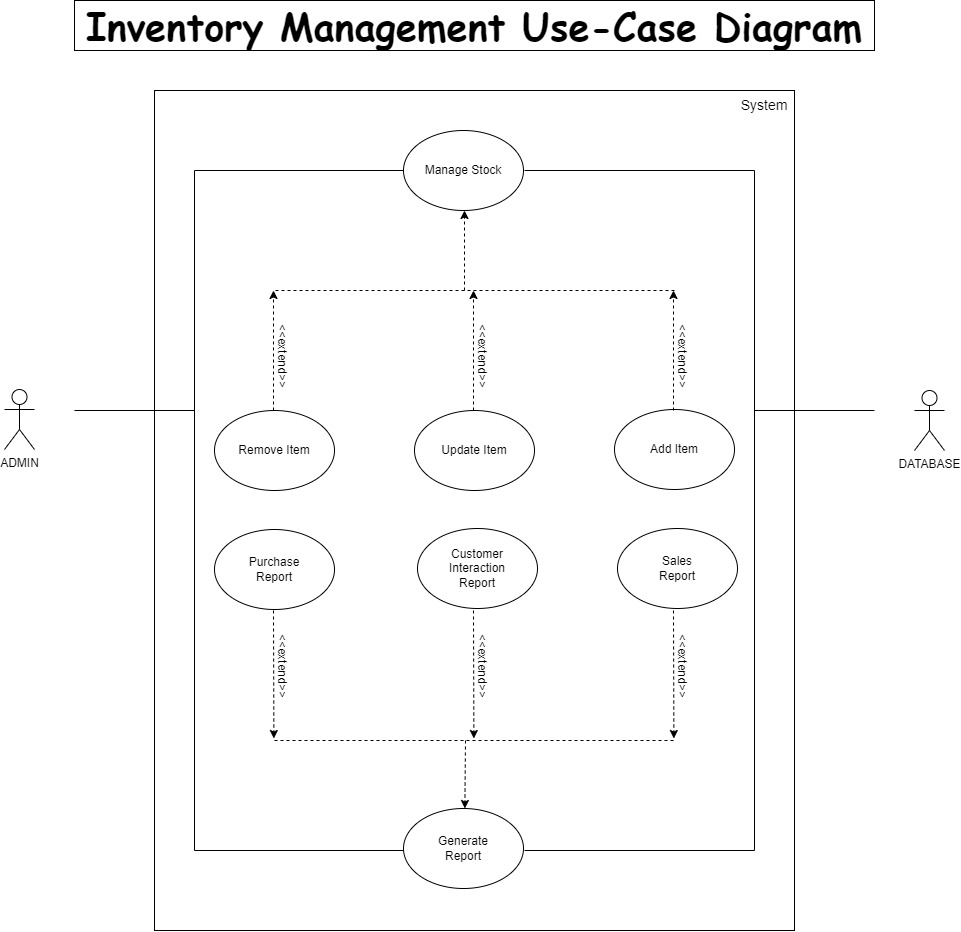 Inventory Management Use-Case Diagram
System
Manage Stock
<<extend>>
<<extend>>
<<extend>>
ADMIN
Remove Item
Update Item
Add Item
DATABASE
Purchase
Report
Customer
Interaction
Report
Sales
Report
<<extend>>
<<extend>>
<<extend>>
Generate
Report